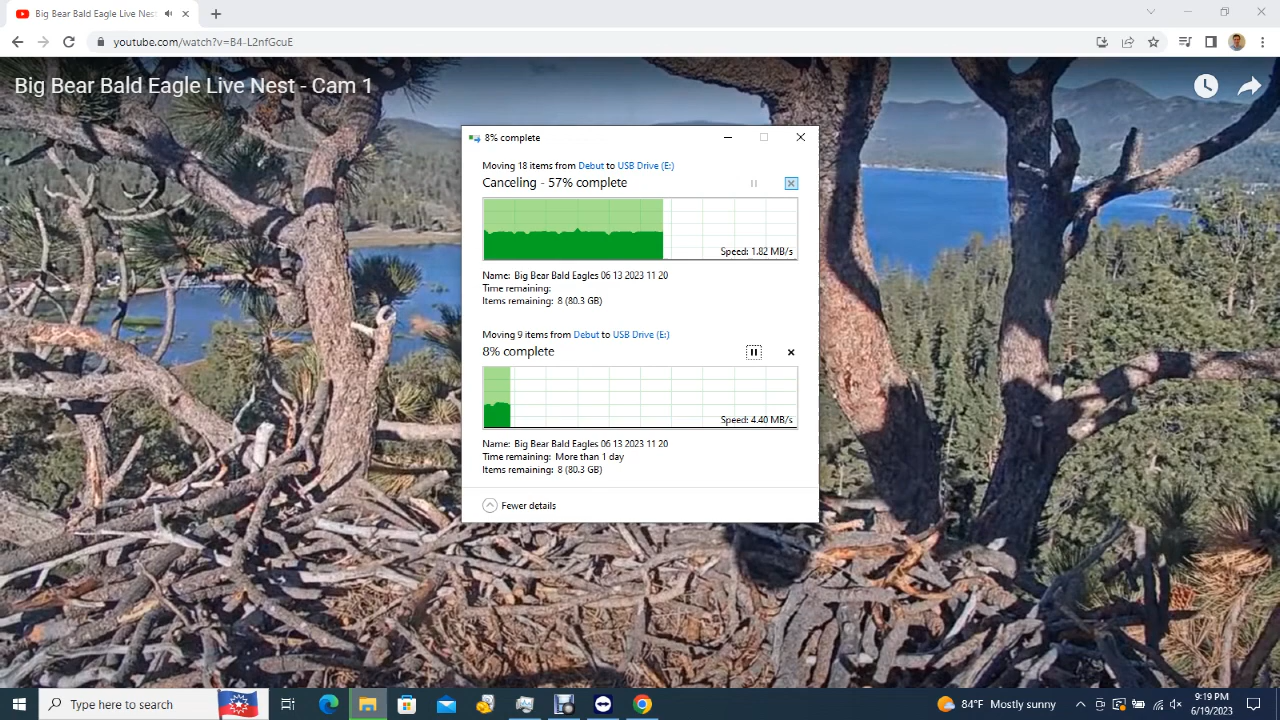 Big Bear Bald Eagle Live Nest
youtube.com/watch?v=B4-L2nfGcuE
Big Bear Bald Eagle Live Nest - Cam 1
8% complete
Moving 18 items from Debut to USB Drive (E:)
Canceling - 57% complete
Speed: 1.82 MB/s
Name: Big Bear Bald Eagles 06 13 2023 11 20
Time remaining:
Items remaining: 8 (80.3 GB)
Moving 9 items from Debut to USB Drive (E:)
8% complete
Speed: 4.40 MB/s
Name: Big Bear Bald Eagles 06 13 2023 11 20
Time remaining: More than 1 day
Items remaining: 8 (80.3 GB)
Fewer details
Type here to search
84°F Mostly sunny
9:19 PM
6/19/2023